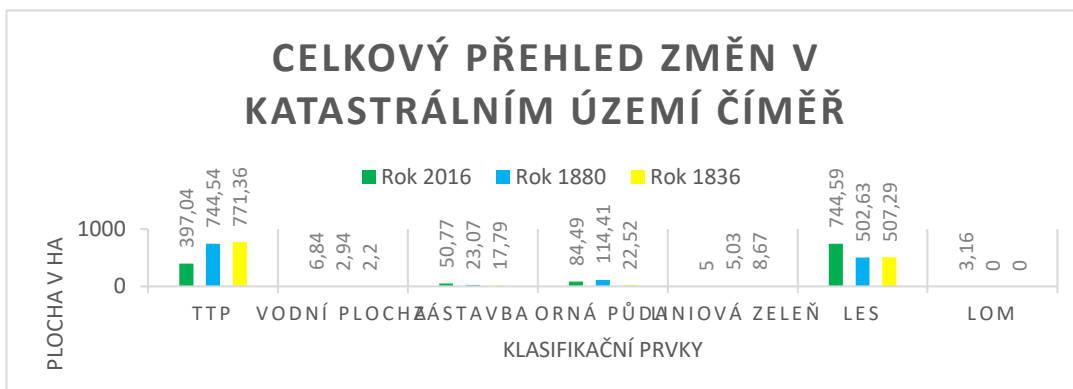 CELKOVÝ PŘEHLED ZMĚN V
KATASTRÁLNÍM ÚZEMÍ ČÍMĚŘ
Rok 2016 Rok 1880 Rok 1836
PLOCHA V HA
1000
0
397,04 744,54 771,36
6,84 2,94 2,2
50,77 23,07 17,79
84,49 114,41 22,52
5 5,03 8,67
744,59 502,63 507,29
3,16 0 0
TTP VODNÍ PLOCHA ZÁSTAVBA ORNÁ PŮDA LINIOVÁ ZELEŇ LES LOM
KLASIFIKAČNÍ PRVKY